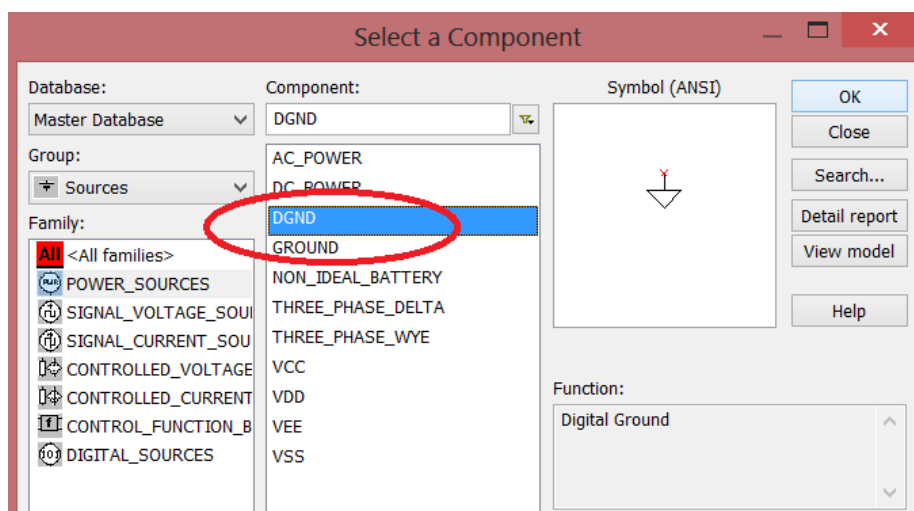 Select a Component
Database:
Master Database
Group:
Sources
Family:
All <All families>
POWER_SOURCES
SIGNAL_VOLTAGE_SOU
SIGNAL_CURRENT_SOU
CONTROLLED_VOLTAGE
CONTROLLED_CURRENT
CONTROL_FUNCTION_B
DIGITAL_SOURCES
Component:
DGND
AC_POWER
DC_POWER
DGND
GROUND
NON_IDEAL_BATTERY
THREE_PHASE_DELTA
THREE_PHASE_WYE
VCC
VDD
VEE
VSS
Symbol (ANSI)
Function:
Digital Ground
OK
Close
Search...
Detail report
View model
Help